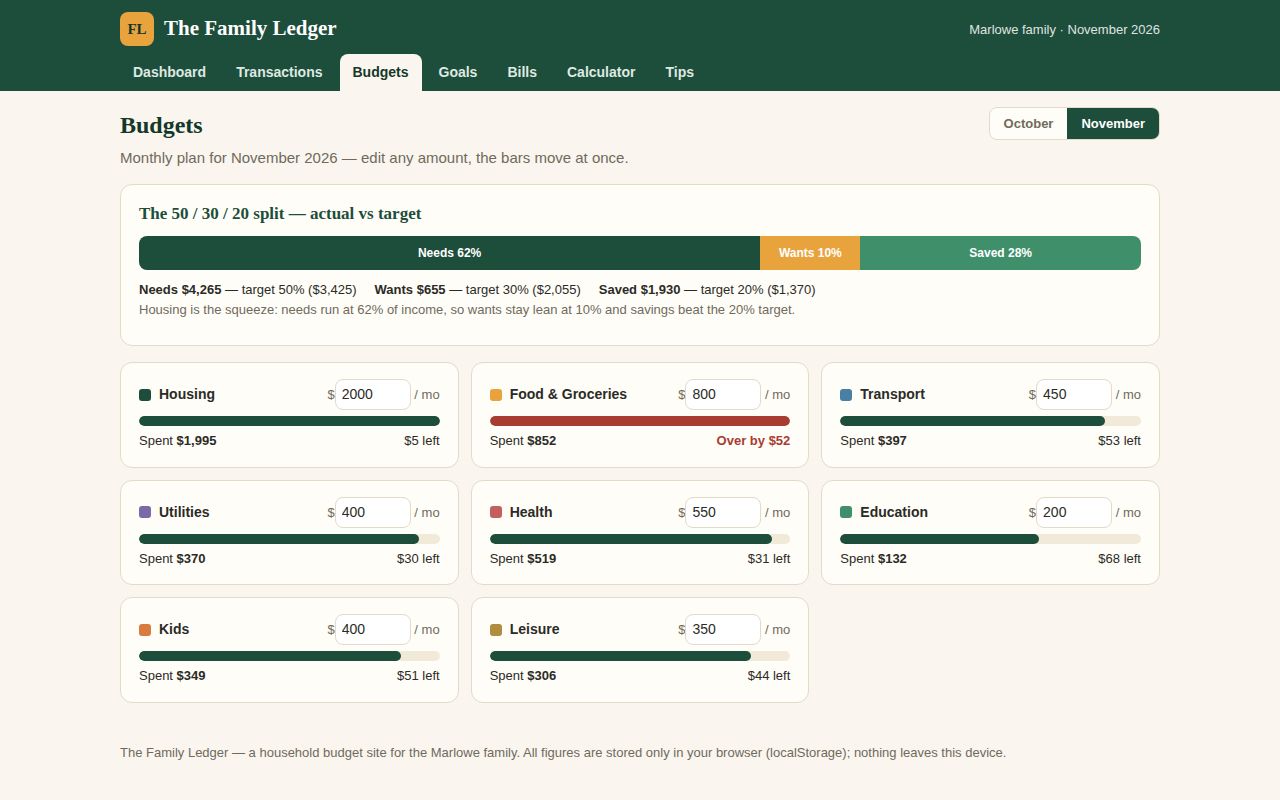 FL The Family Ledger Marlowe family · November 2026
Dashboard Transactions Budgets Goals Bills Calculator Tips
Budgets October November
Monthly plan for November 2026 — edit any amount, the bars move at once.
The 50 / 30 / 20 split — actual vs target
Needs 62% Wants 10% Saved 28%
Needs $4,265 — target 50% ($3,425) Wants $655 — target 30% ($2,055) Saved $1,930 — target 20% ($1,370)
Housing is the squeeze: needs run at 62% of income, so wants stay lean at 10% and savings beat the 20% target.
Housing $ 2000 / mo
Spent $1,995 $5 left
Food & Groceries $ 800 / mo
Spent $852 Over by $52
Transport $ 450 / mo
Spent $397 $53 left
Utilities $ 400 / mo
Spent $370 $30 left
Health $ 550 / mo
Spent $519 $31 left
Education $ 200 / mo
Spent $132 $68 left
Kids $ 400 / mo
Spent $349 $51 left
Leisure $ 350 / mo
Spent $306 $44 left
The Family Ledger — a household budget site for the Marlowe family. All figures are stored only in your browser (localStorage); nothing leaves this device.